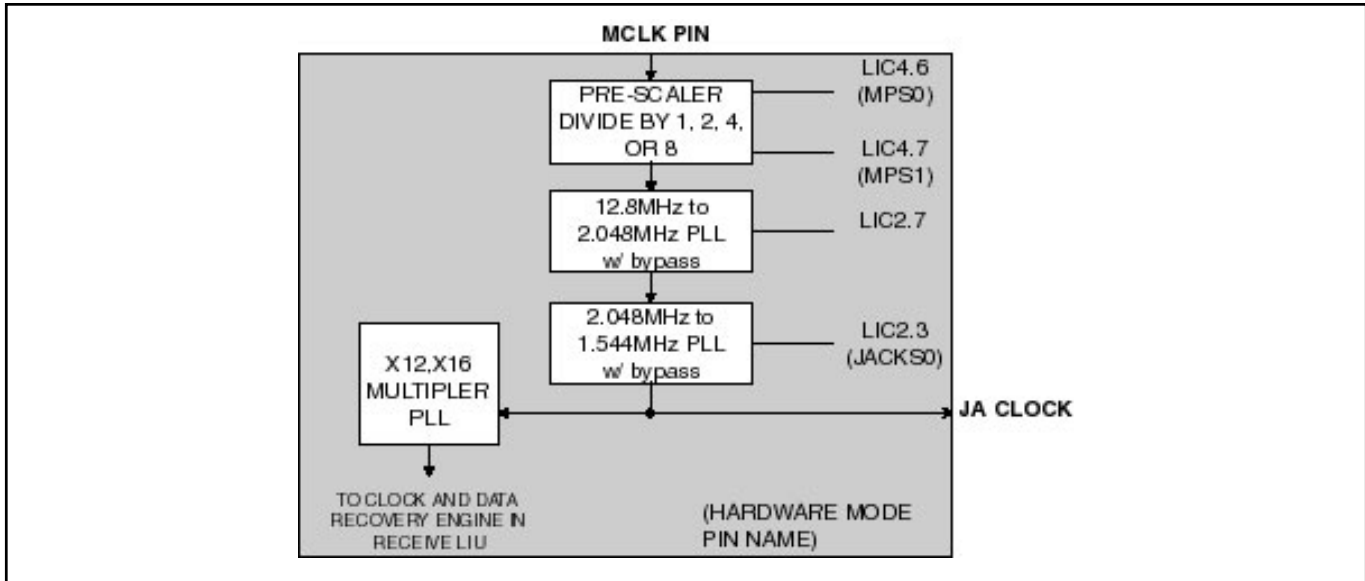 MCLK PIN
PRE-SCALER
DIVIDE BY 1, 2, 4,
OR 8
LIC4.6
(MPS0)
LIC4.7
(MPS1)
12.8MHz to
2.048MHz PLL
w/ bypass
LIC2.7
2.048MHz to
1.544MHz PLL
w/ bypass
LIC2.3
(JACKS0)
X12,X16
MULTIPLER
PLL
JA CLOCK
TO CLOCK AND DATA
RECOVERY ENGINE IN
RECEIVE LIU
(HARDWARE MODE
PIN NAME)